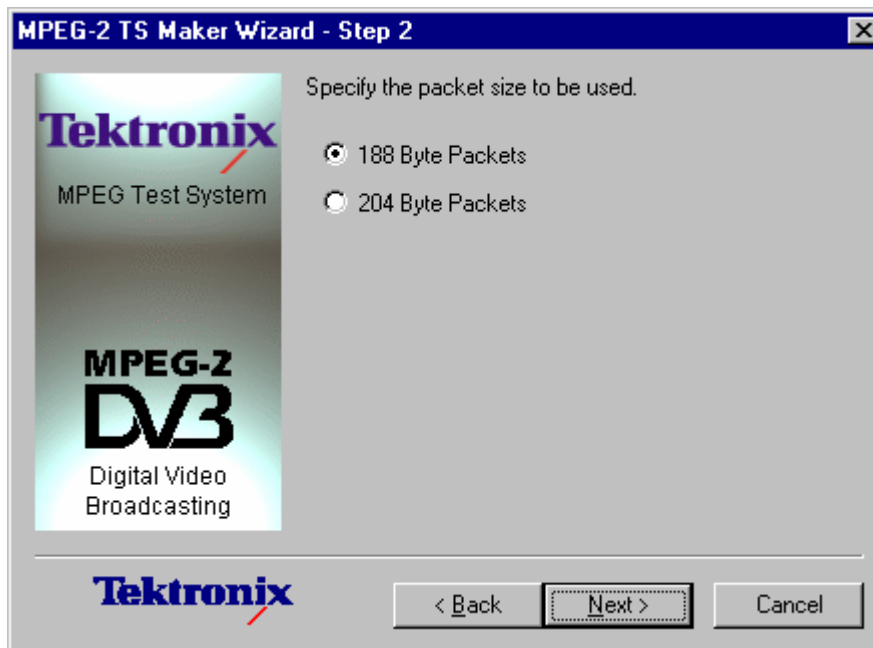 MPEG-2 TS Maker Wizard - Step 2
Specify the packet size to be used.
188 Byte Packets
204 Byte Packets
Tektronix
MPEG Test System
MPEG-2
DVB
Digital Video
Broadcasting
Tektronix
< Back
Next >
Cancel